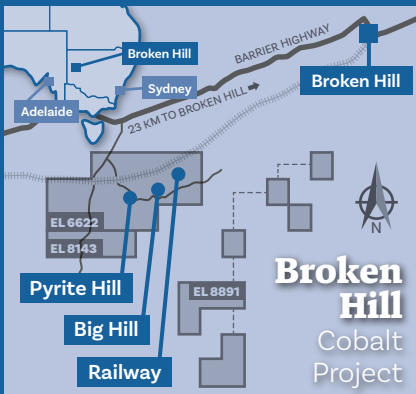 Broken Hill
Sydney
Adelaide
BARRIER HIGHWAY
Broken Hill
23 KM TO BROKEN HILL
N
EL 6622
EL 8143
EL 8891
Pyrite Hill
Big Hill
Railway
Broken
Hill
Cobalt
Project